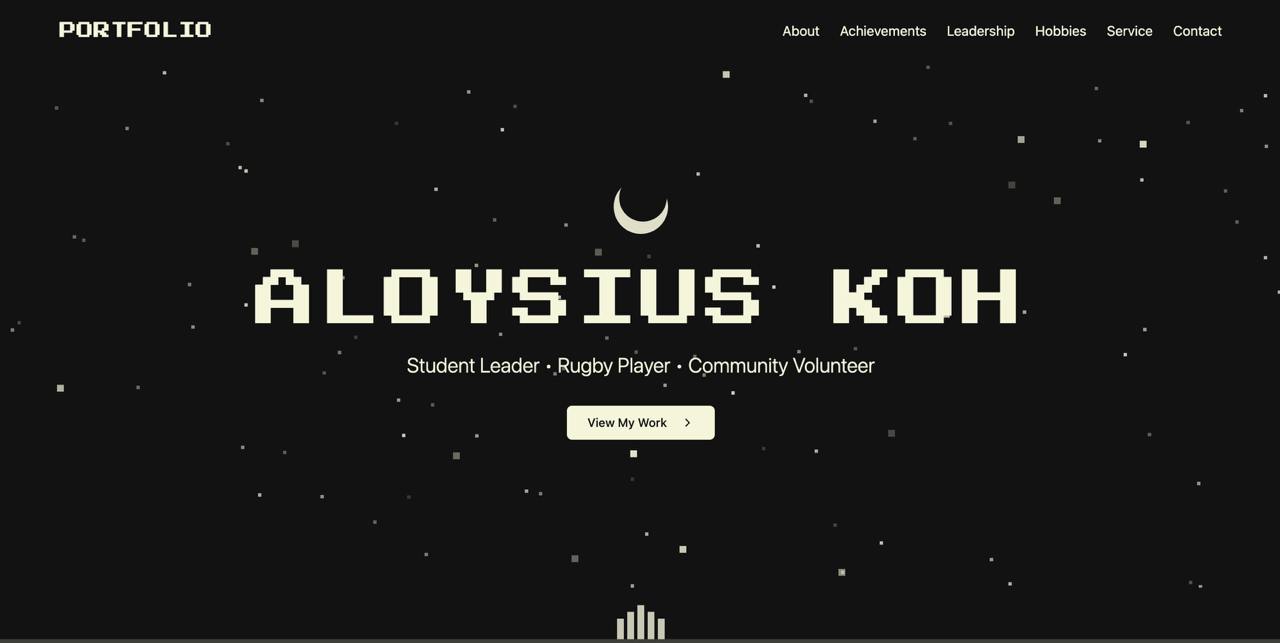 PORTFOLIO
About Achievements Leadership Hobbies Service Contact
ALOYSIUS KOH
Student Leader • Rugby Player • Community Volunteer
View My Work